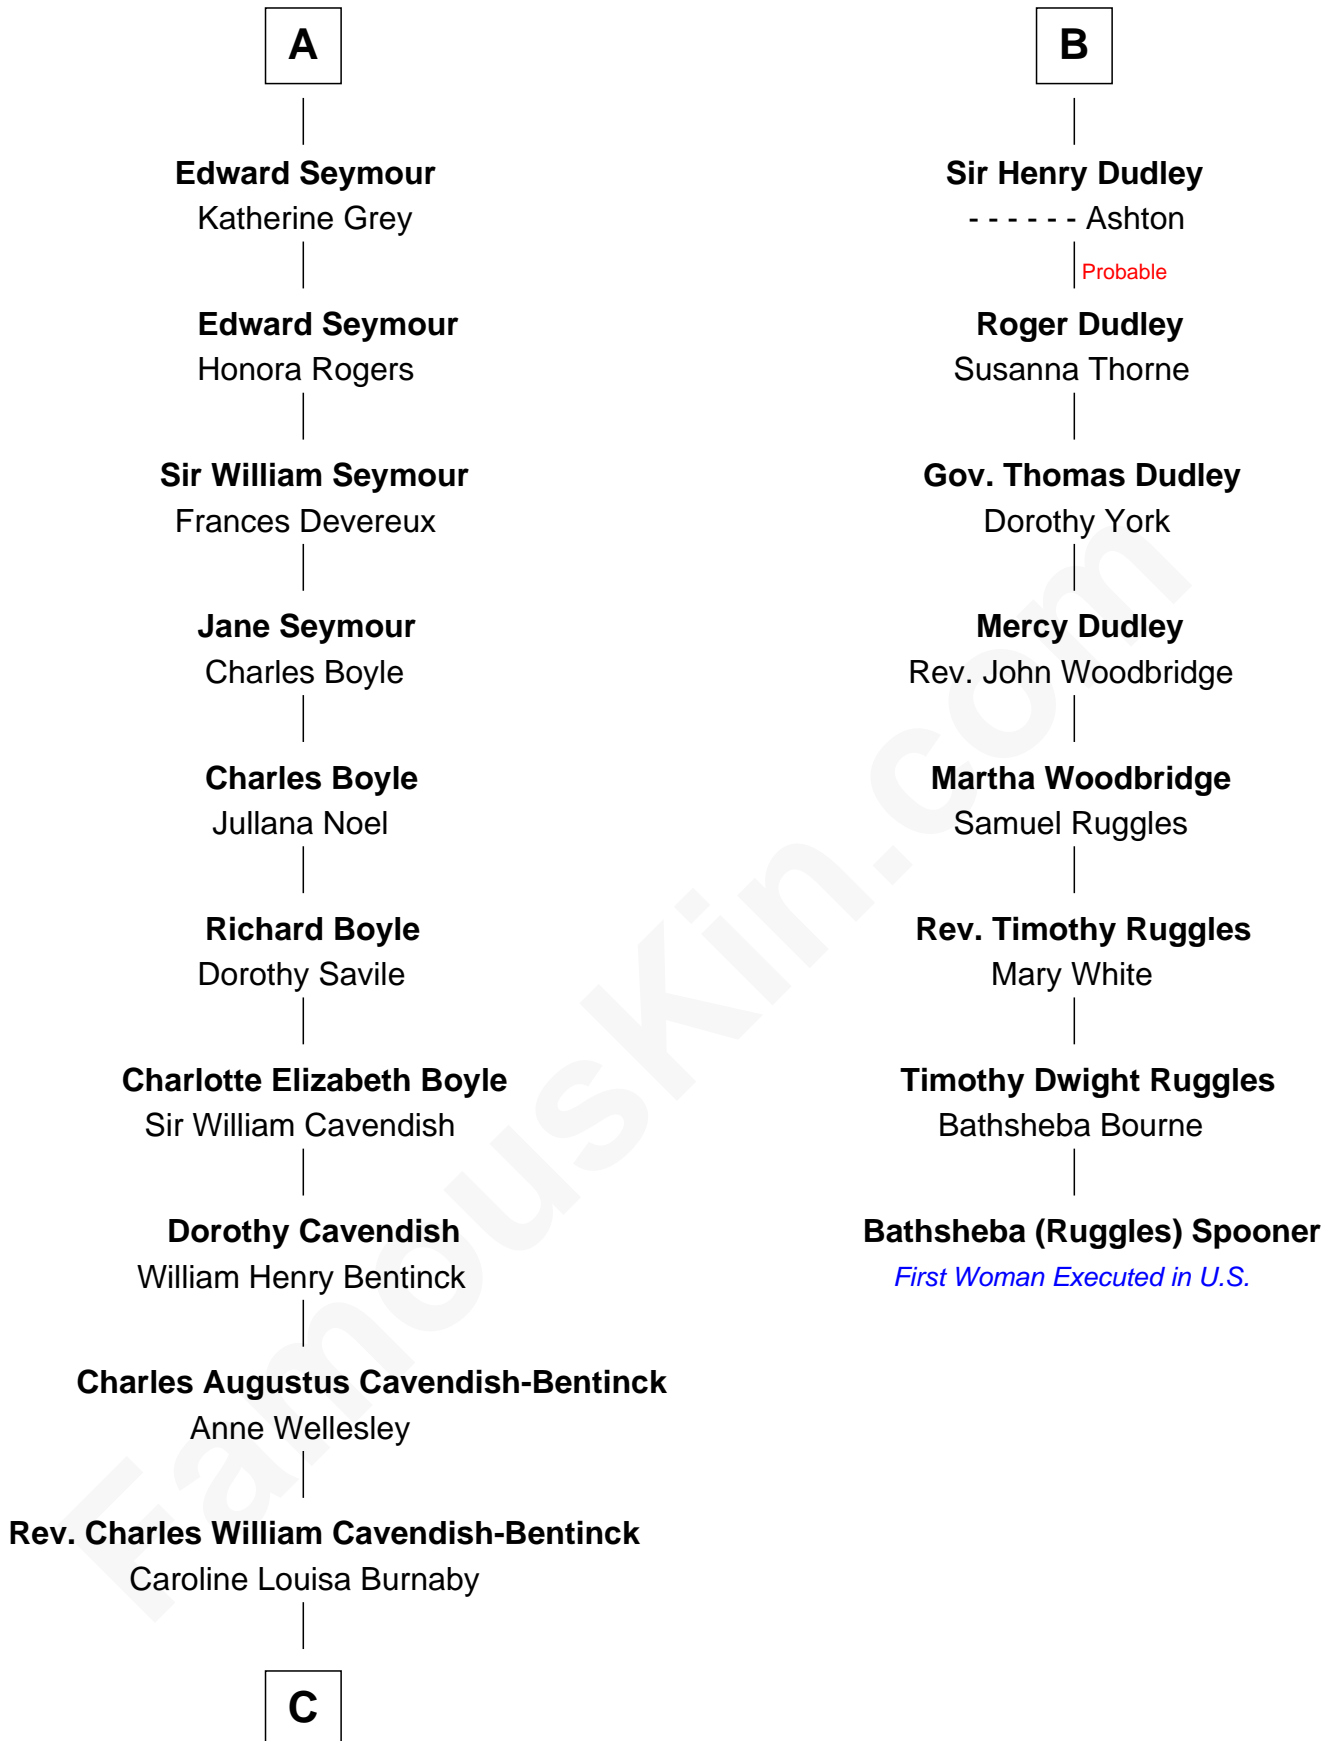 A
Edward Seymour
Katherine Grey
Edward Seymour
Honora Rogers
Sir William Seymour
Frances Devereux
Jane Seymour
Charles Boyle
Charles Boyle
Jullana Noel
Richard Boyle
Dorothy Savile
Charlotte Elizabeth Boyle
Sir William Cavendish
Dorothy Cavendish
William Henry Bentinck
Charles Augustus Cavendish-Bentinck
Anne Wellesley
Rev. Charles William Cavendish-Bentinck
Caroline Louisa Burnaby
C
B
Sir Henry Dudley
- - - - - - Ashton
Probable
Roger Dudley
Susanna Thorne
Gov. Thomas Dudley
Dorothy York
Mercy Dudley
Rev. John Woodbridge
Martha Woodbridge
Samuel Ruggles
Rev. Timothy Ruggles
Mary White
Timothy Dwight Ruggles
Bathsheba Bourne
Bathsheba (Ruggles) Spooner
First Woman Executed in U.S.
FamousKin.com